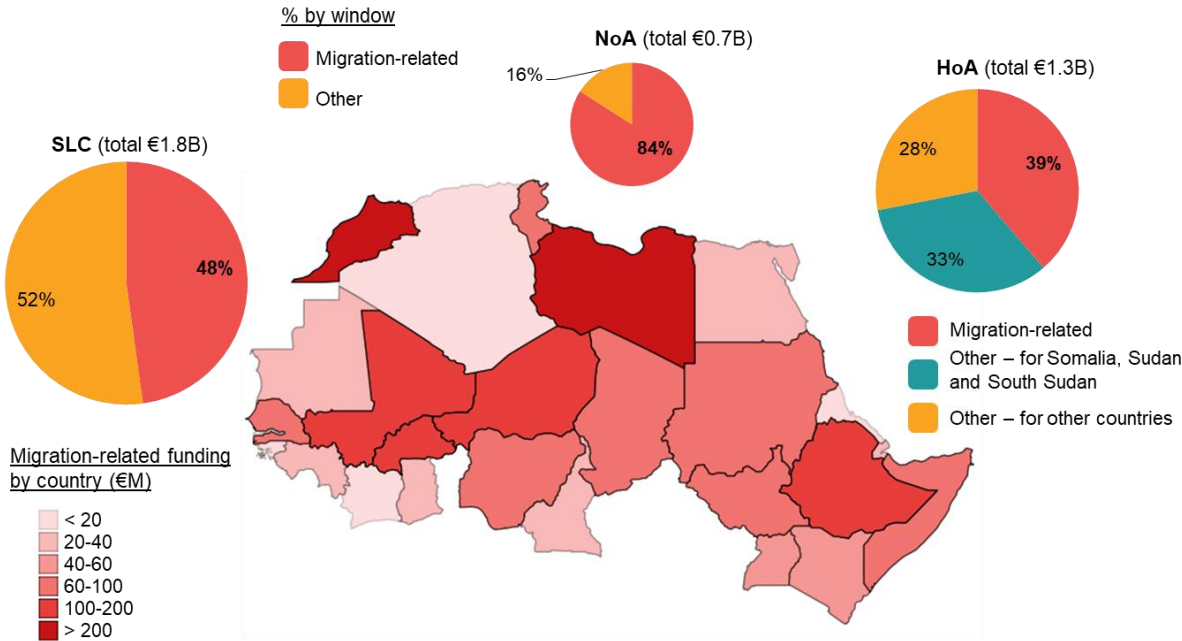 % by window
Migration-related
Other
NoA (total €0.7B)
16%
84%
HoA (total €1.3B)
28%
39%
33%
SLC (total €1.8B)
48%
52%
Migration-related
Other – for Somalia, Sudan
and South Sudan
Other – for other countries
Migration-related funding
by country (€M)
< 20
20-40
40-60
60-100
100-200
> 200